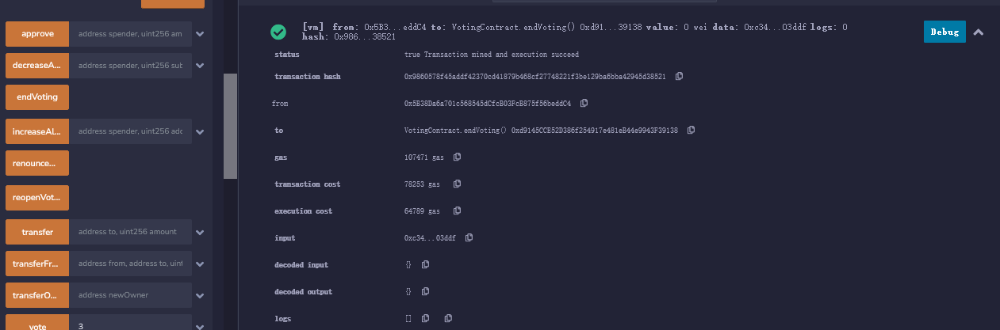 approve address spender, uint256 am
decreaseA... address spender, uint256 sub
endVoting
increaseAl... address spender, uint256 add
renounce...
reopenVot...
transfer address to, uint256 amount
transferFr... address from, address to, uint
transferO... address newOwner
vote 3
[vm] from: 0x5B3...eddC4 to: VotingContract.endVoting() 0xd91...39138 value: 0 wei data: 0xc34...03ddf logs: 0
hash: 0x986...38521
Debug
status true Transaction mined and execution succeed
transaction hash 0x9860578f45addf42370cd41879b468cf27748221f3be129ba6bba42945d38521
from 0x5B38Da6a701c568545dCfcB03FcB875f56beddC4
to VotingContract.endVoting() 0xd9145CCE52D386f254917e481eB44e9943F39138
gas 107471 gas
transaction cost 78253 gas
execution cost 64789 gas
input 0xc34...03ddf
decoded input {}
decoded output {}
logs []